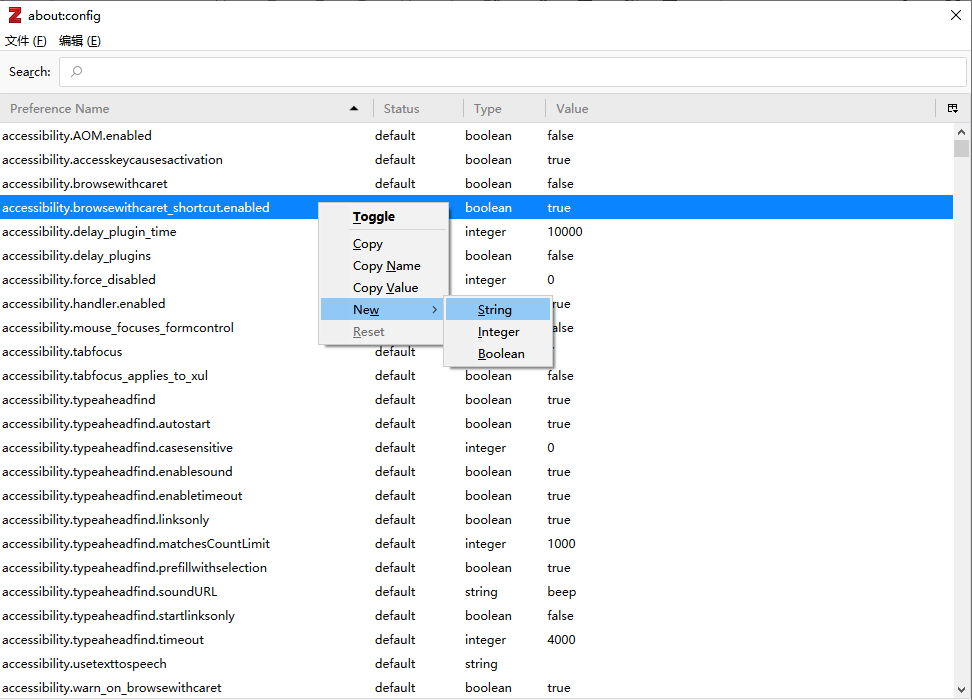 Z about:config
文件 (F) 编辑 (E)
Search:
Preference Name Status Type Value
accessibility.AOM.enabled default boolean false
accessibility.accesskeycausesactivation default boolean true
accessibility.browsewithcaret default boolean false
accessibility.browsewithcaret_shortcut.enabled boolean true
Toggle
accessibility.delay_plugin_time integer 10000
Copy
accessibility.delay_plugins boolean false
Copy Name
accessibility.force_disabled integer 0
Copy Value
accessibility.handler.enabled rue
New > String
accessibility.mouse_focuses_formcontrol alse
Reset Integer
accessibility.tabfocus default
Boolean
accessibility.tabfocus_applies_to_xul default boolean false
accessibility.typeaheadfind default boolean true
accessibility.typeaheadfind.autostart default boolean true
accessibility.typeaheadfind.casesensitive default integer 0
accessibility.typeaheadfind.enablesound default boolean true
accessibility.typeaheadfind.enabletimeout default boolean true
accessibility.typeaheadfind.linksonly default boolean true
accessibility.typeaheadfind.matchesCountLimit default integer 1000
accessibility.typeaheadfind.prefillwithselection default boolean true
accessibility.typeaheadfind.soundURL default string beep
accessibility.typeaheadfind.startlinksonly default boolean false
accessibility.typeaheadfind.timeout default integer 4000
accessibility.usetexttospeech default string
accessibility.warn_on_browsewithcaret default boolean true